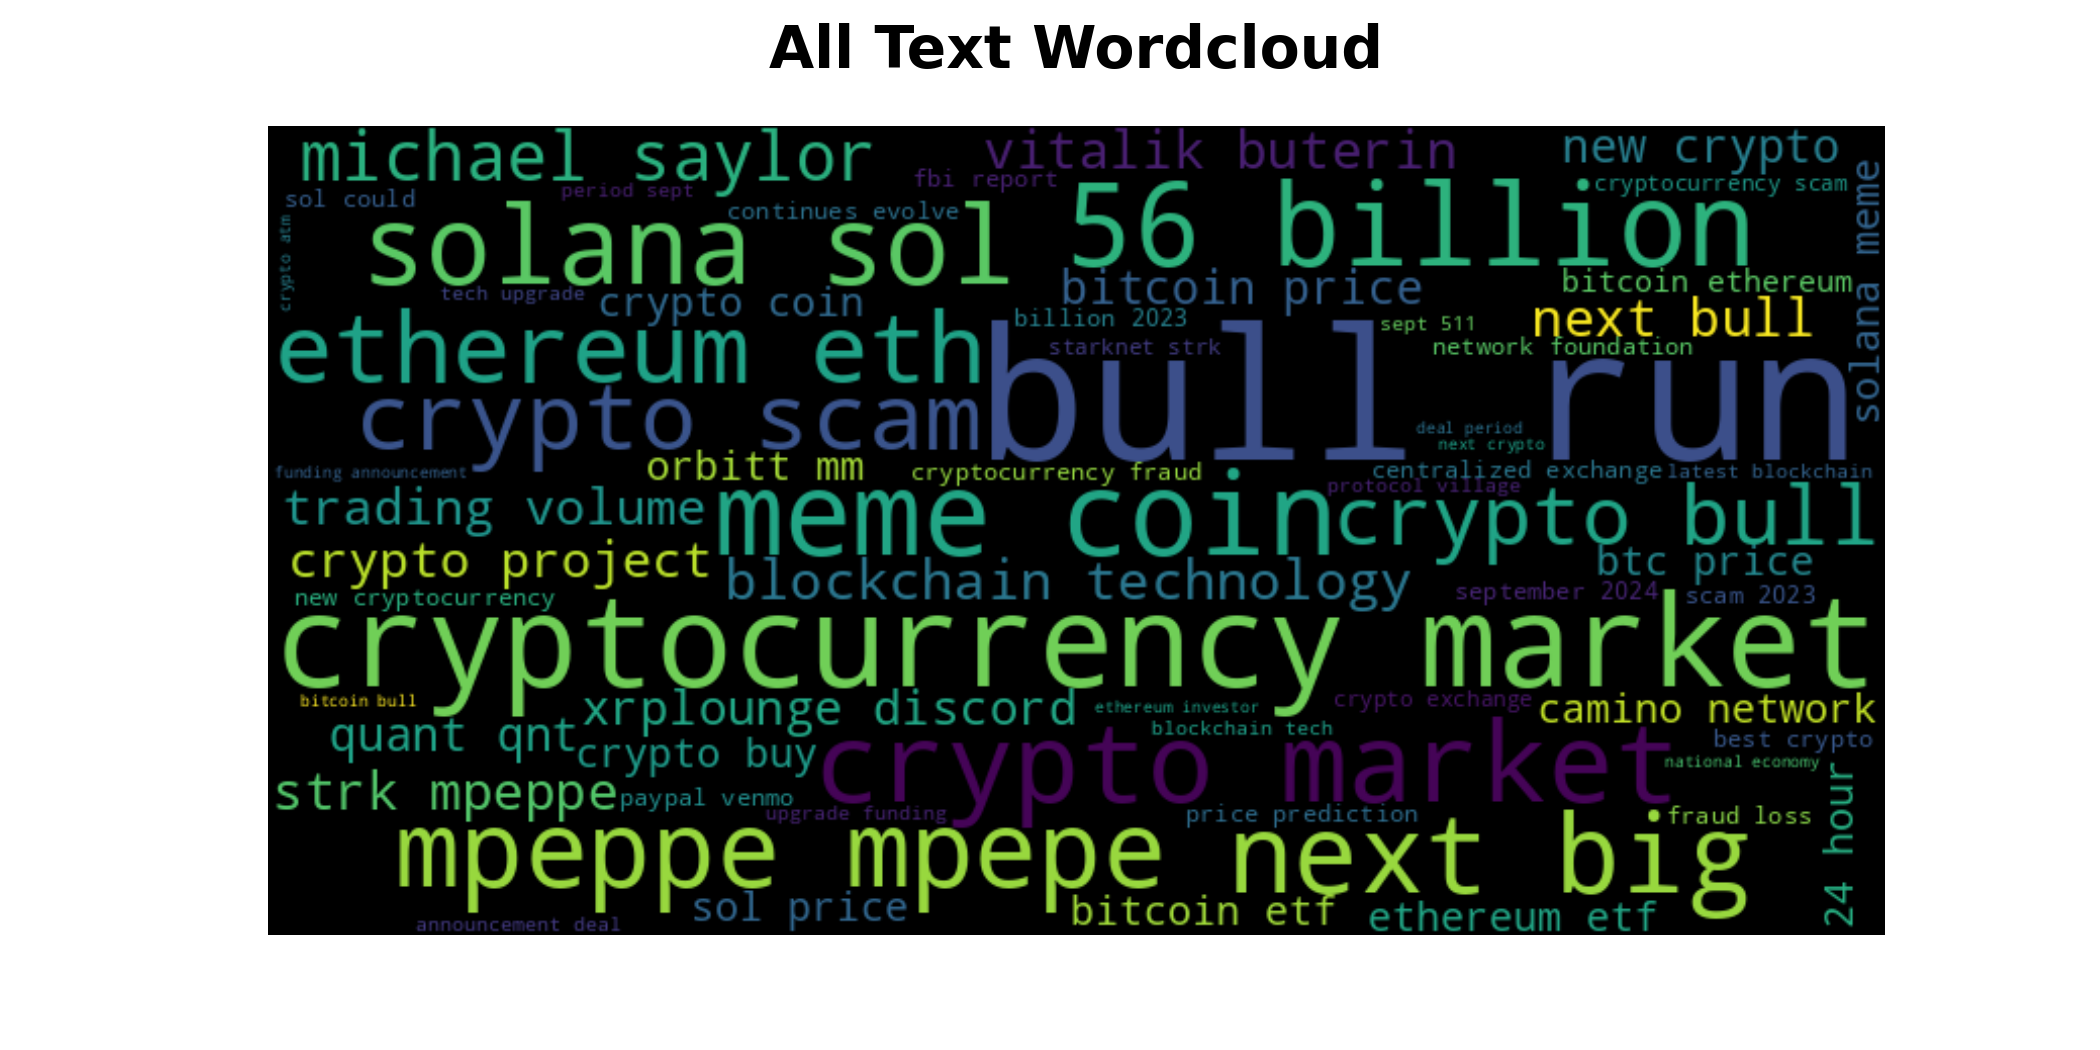 All Text Wordcloud
michael saylor
vitalik buterin
new crypto
fbi report
period sept
sol could
cryptocurrency scam
solana meme
continues evolve
solana sol
56 billion
crypto atm
tech upgrade
crypto coin
bitcoin price
bitcoin ethereum
billion 2023
sept 511
next bull
ethereum eth
starknet strk
network foundation
bull run
crypto scam
deal period
next crypto
funding announcement
orbitt mm
cryptocurrency fraud
centralized exchange
latest blockchain
protocol village
trading volume
meme coin
crypto bull
crypto project
blockchain technology
btc price
new cryptocurrency
september 2024
scam 2023
cryptocurrency market
bitcoin bull
xrplounge discord
ethereum investor
crypto exchange
camino network
quant qnt
crypto buy
blockchain tech
best crypto
crypto market
national economy
strk mpeppe
paypal venmo
upgrade funding
price prediction
fraud loss
24 hour
mpeppe mpepe
next big
sol price
bitcoin etf
ethereum etf
announcement deal